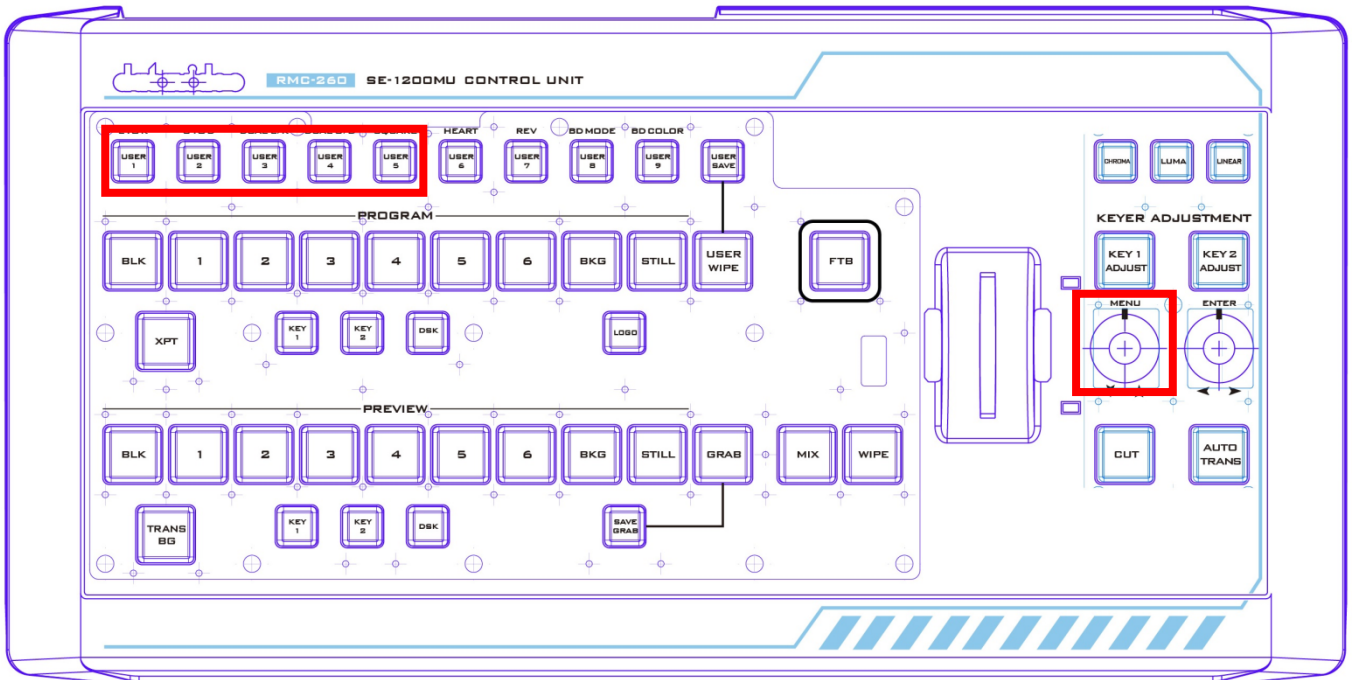 RMC-260 SE-1200MU CONTROL UNIT
HEART REV BD MODE BD COLOR
USER 1 USER 2 USER 3 USER 4 USER 5 USER 6 USER 7 USER 8 USER 9 USER SAVE
CHROMA LUMA LINEAR
PROGRAM
KEYER ADJUSTMENT
BLK 1 2 3 4 5 6 BKG STILL USER WIPE FTB
KEY 1 ADJUST KEY 2 ADJUST
MENU ENTER
XPT KEY 1 KEY 2 DSK LOGO
PREVIEW
BLK 1 2 3 4 5 6 BKG STILL GRAB MIX WIPE
CUT AUTO TRANS
TRANS BG KEY 1 KEY 2 DSK SAVE GRAB